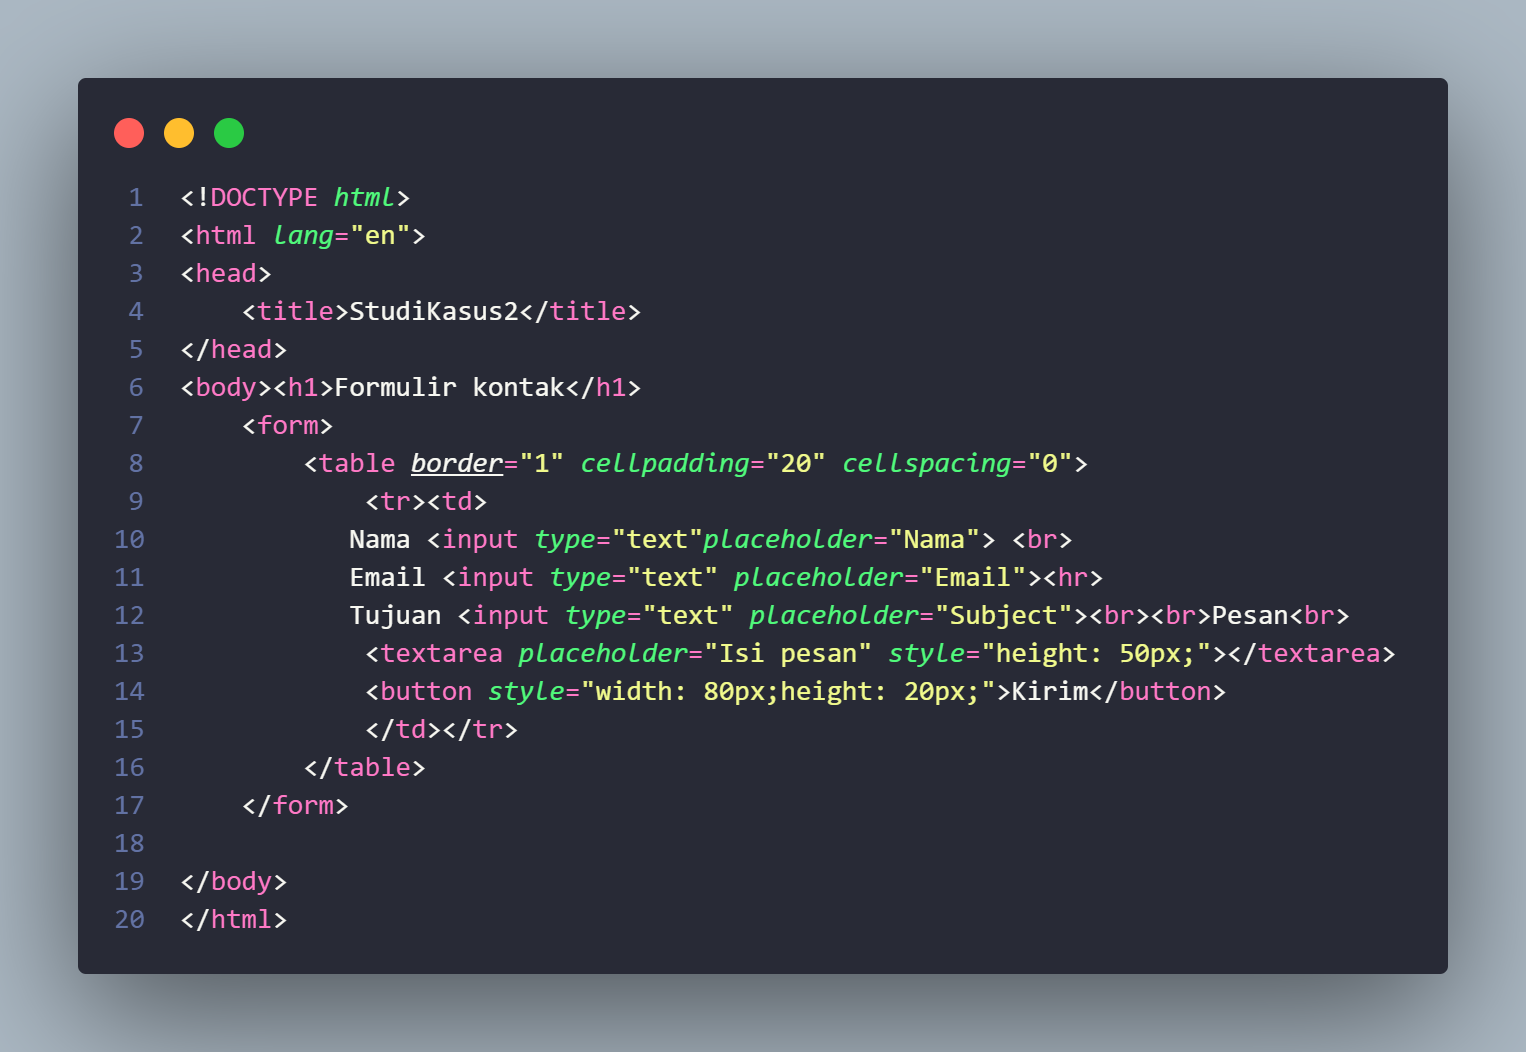 1 <!DOCTYPE html>
2 <html lang="en">
3 <head>
4     <title>StudiKasus2</title>
5 </head>
6 <body><h1>Formulir kontak</h1>
7     <form>
8         <table border="1" cellpadding="20" cellspacing="0">
9             <tr><td>
10            Nama <input type="text"placeholder="Nama"> <br>
11            Email <input type="text" placeholder="Email"><hr>
12            Tujuan <input type="text" placeholder="Subject"><br><br>Pesan<br>
13             <textarea placeholder="Isi pesan" style="height: 50px;"></textarea>
14             <button style="width: 80px;height: 20px;">Kirim</button>
15             </td></tr>
16         </table>
17     </form>
18
19 </body>
20 </html>